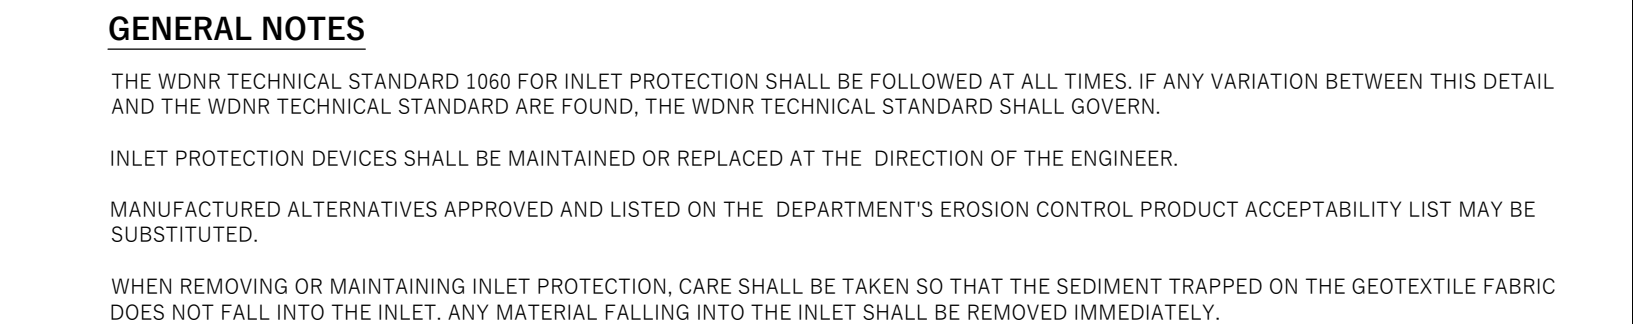 GENERAL NOTES
THE WDNR TECHNICAL STANDARD 1060 FOR INLET PROTECTION SHALL BE FOLLOWED AT ALL TIMES. IF ANY VARIATION BETWEEN THIS DETAIL
AND THE WDNR TECHNICAL STANDARD ARE FOUND, THE WDNR TECHNICAL STANDARD SHALL GOVERN.
INLET PROTECTION DEVICES SHALL BE MAINTAINED OR REPLACED AT THE  DIRECTION OF THE ENGINEER.
MANUFACTURED ALTERNATIVES APPROVED AND LISTED ON THE  DEPARTMENT'S EROSION CONTROL PRODUCT ACCEPTABILITY LIST MAY BE
SUBSTITUTED.
WHEN REMOVING OR MAINTAINING INLET PROTECTION, CARE SHALL BE TAKEN SO THAT THE SEDIMENT TRAPPED ON THE GEOTEXTILE FABRIC
DOES NOT FALL INTO THE INLET. ANY MATERIAL FALLING INTO THE INLET SHALL BE REMOVED IMMEDIATELY.